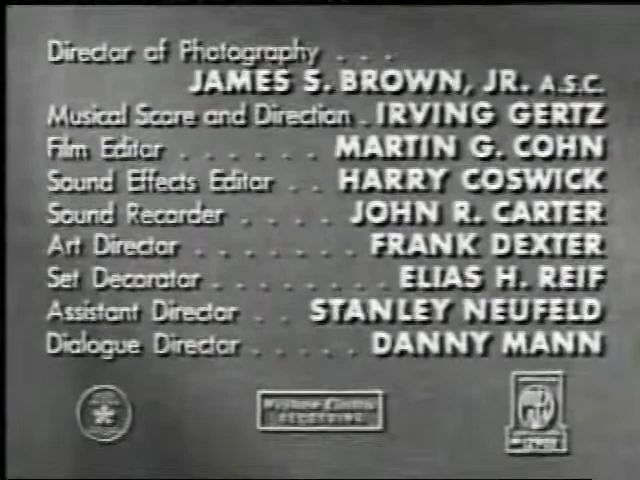 Director of Photography . . .
JAMES S. BROWN, JR. A.S.C.
Musical Score and Direction . IRVING GERTZ
Film Editor . . . . . . MARTIN G. COHN
Sound Effects Editor . . HARRY COSWICK
Sound Recorder . . . . JOHN R. CARTER
Art Director . . . . . . . FRANK DEXTER
Set Decorator . . . . . . . . ELIAS H. REIF
Assistant Director . . STANLEY NEUFELD
Dialogue Director . . . . . DANNY MANN
RECORDING